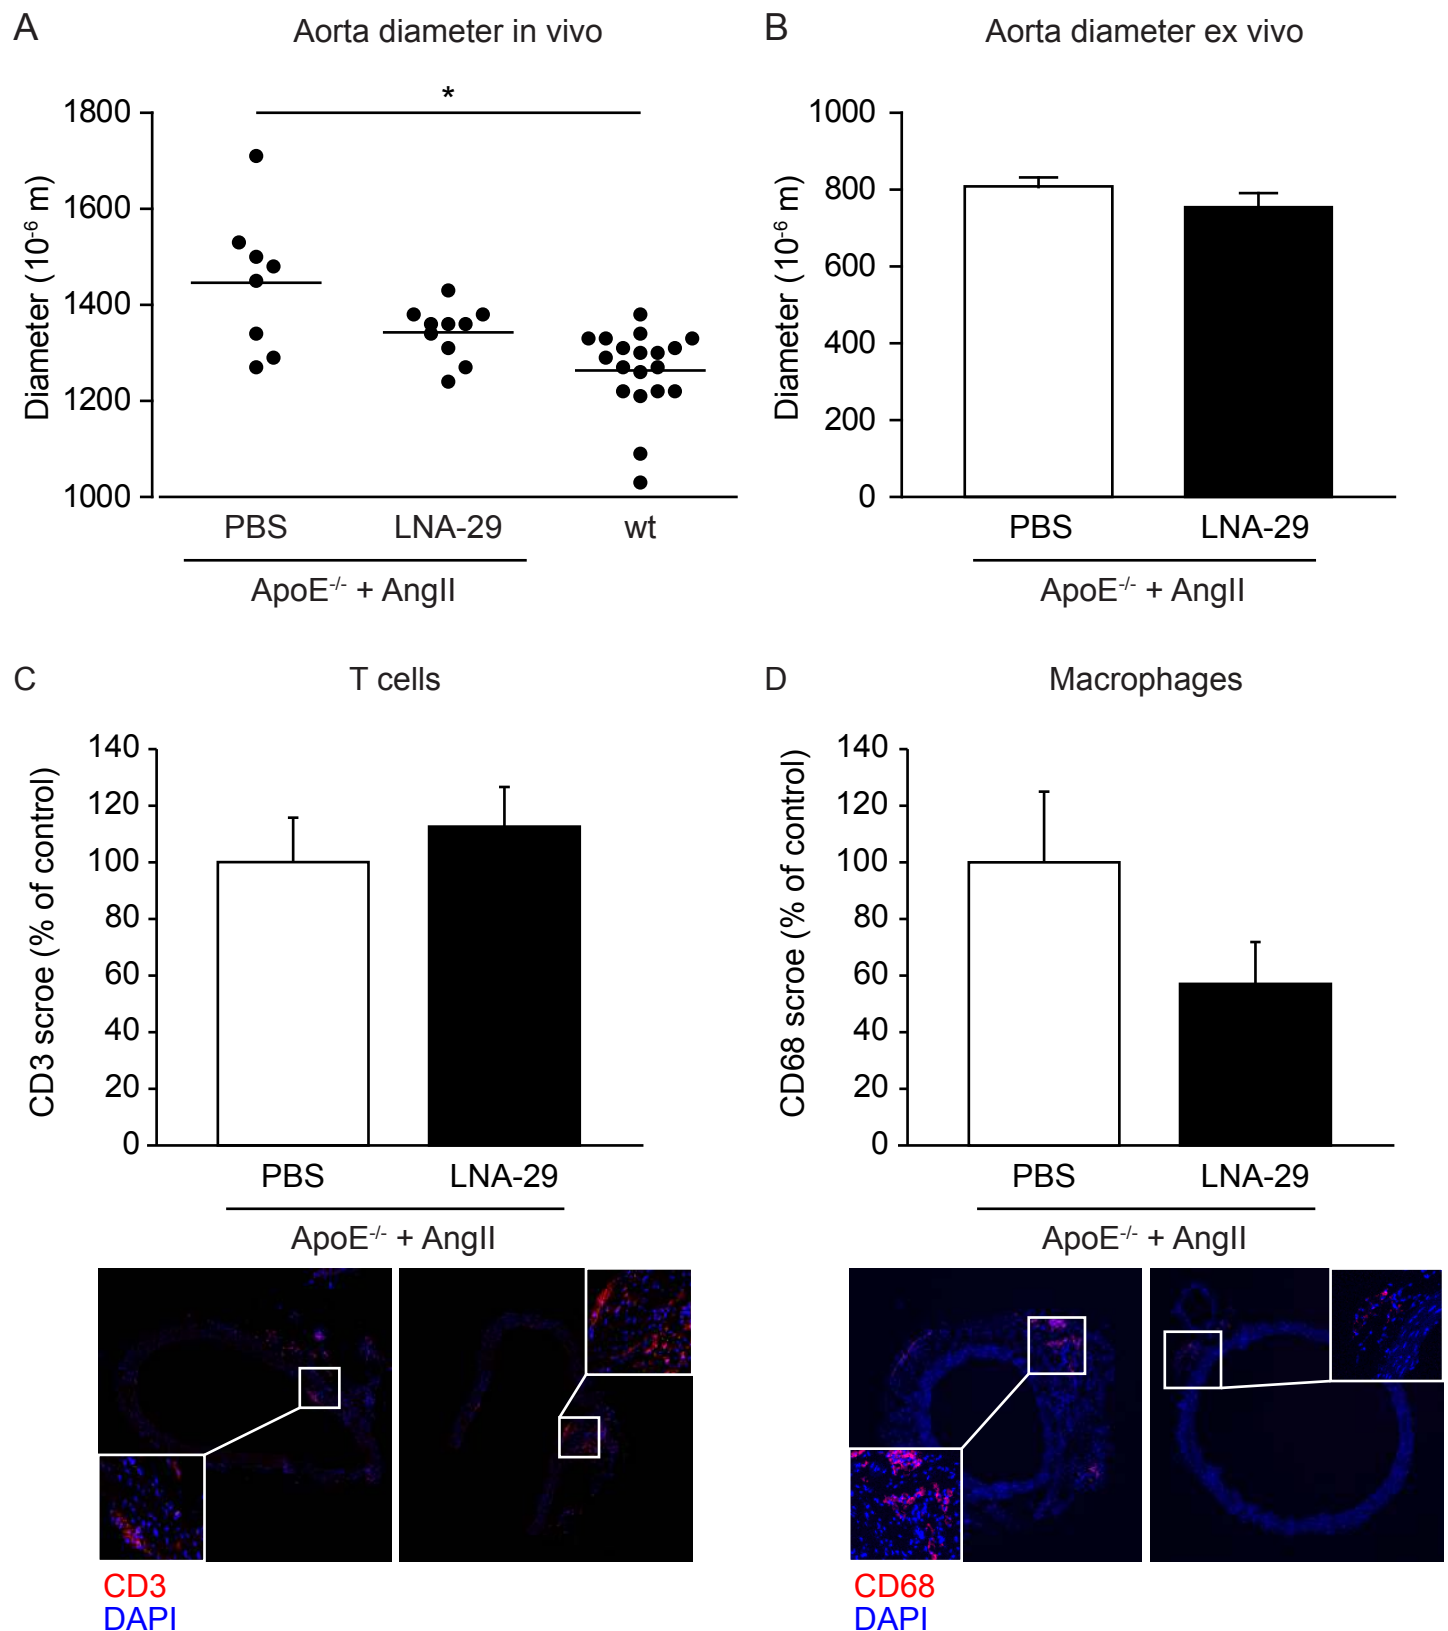 A
Aorta diameter in vivo
*
1800
1600
1400
1200
1000
Diameter (10⁻⁶ m)
PBS
LNA-29
wt
ApoE⁻/⁻ + AngII
B
Aorta diameter ex vivo
1000
800
600
400
200
0
Diameter (10⁻⁶ m)
PBS
LNA-29
ApoE⁻/⁻ + AngII
C
T cells
140
120
100
80
60
40
20
0
CD3 scroe (% of control)
PBS
LNA-29
ApoE⁻/⁻ + AngII
CD3
DAPI
D
Macrophages
140
120
100
80
60
40
20
0
CD68 scroe (% of control)
PBS
LNA-29
ApoE⁻/⁻ + AngII
CD68
DAPI